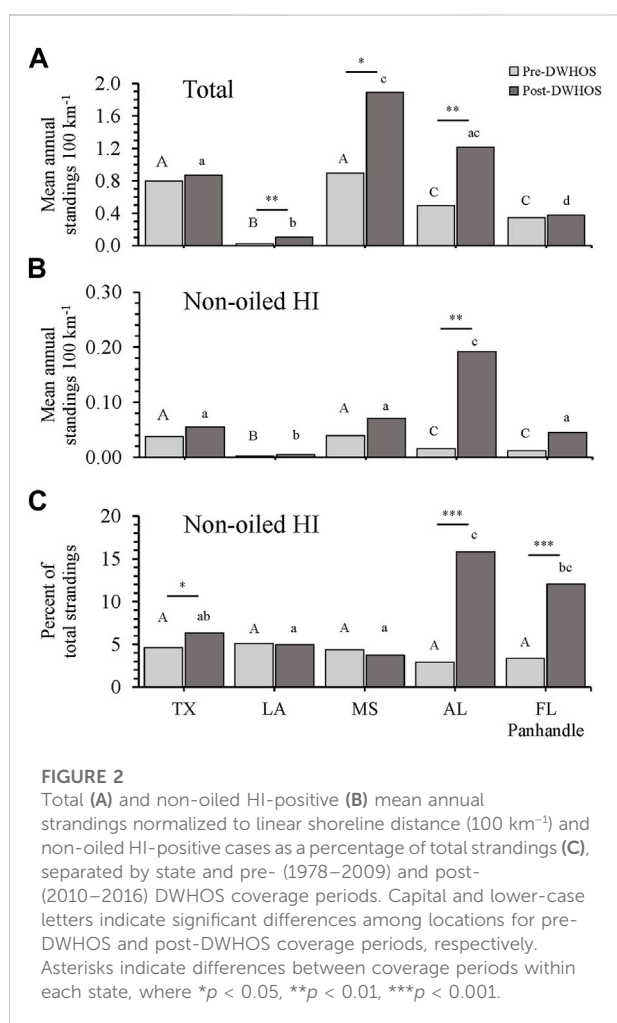 A
Total
Pre-DWHOS
Post-DWHOS
Mean annual
standings 100 km⁻¹
2.0
1.6
1.2
0.8
0.4
0.0
A a
** B b
* A c
** C ac
C d
B
Non-oiled HI
Mean annual
standings 100 km⁻¹
0.30
0.20
0.10
0.00
A a
B b
A a
** C c
C a
C
Non-oiled HI
Percent of
total strandings
20
15
10
5
0
* A ab
A a
A a
*** A c
*** A bc
TX LA MS AL FL
Panhandle
FIGURE 2
Total (A) and non-oiled HI-positive (B) mean annual
strandings normalized to linear shoreline distance (100 km⁻¹) and
non-oiled HI-positive cases as a percentage of total strandings (C),
separated by state and pre- (1978–2009) and post-
(2010–2016) DWHOS coverage periods. Capital and lower-case
letters indicate significant differences among locations for pre-
DWHOS and post-DWHOS coverage periods, respectively.
Asterisks indicate differences between coverage periods within
each state, where *p < 0.05, **p < 0.01, ***p < 0.001.